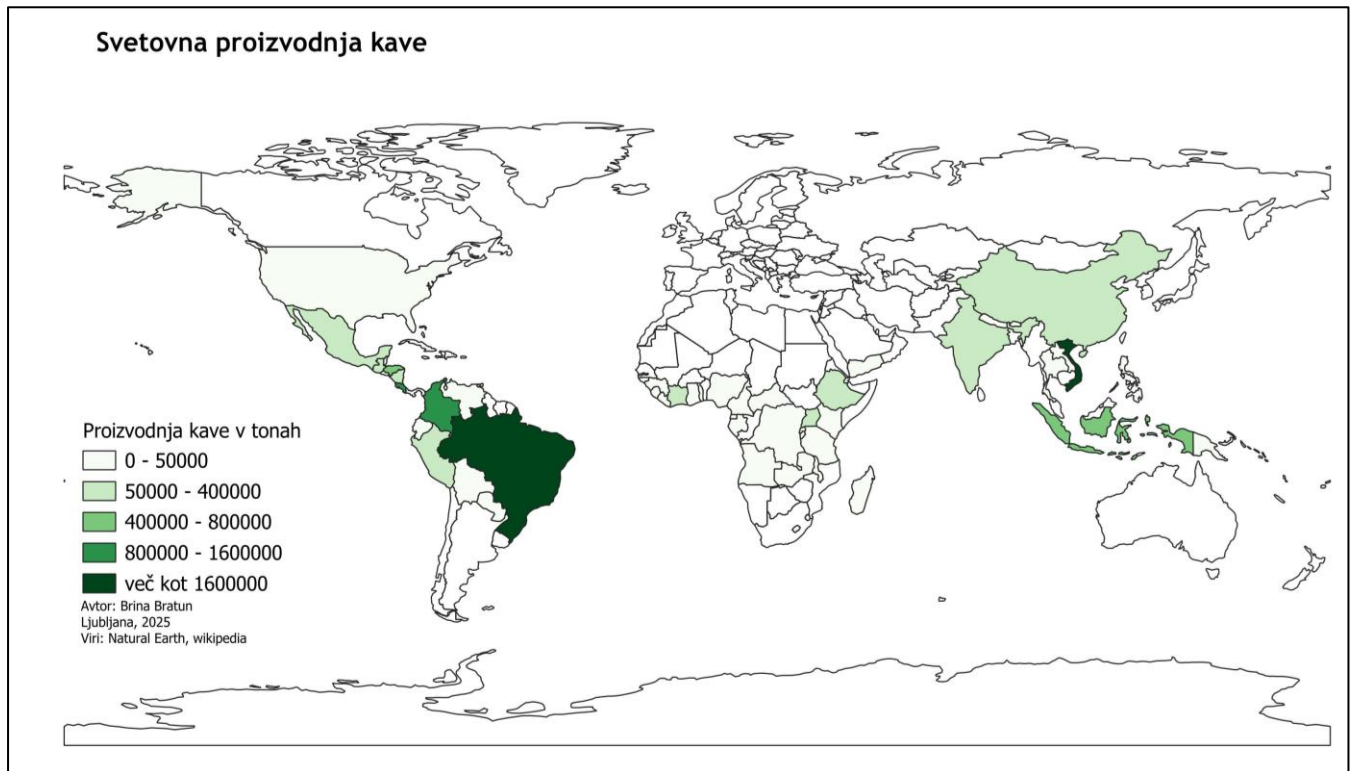 Svetovna proizvodnja kave
Proizvodnja kave v tonah
0 - 50000
50000 - 400000
400000 - 800000
800000 - 1600000
več kot 1600000
Avtor: Brina Bratun
Ljubljana, 2025
Viri: Natural Earth, wikipedia